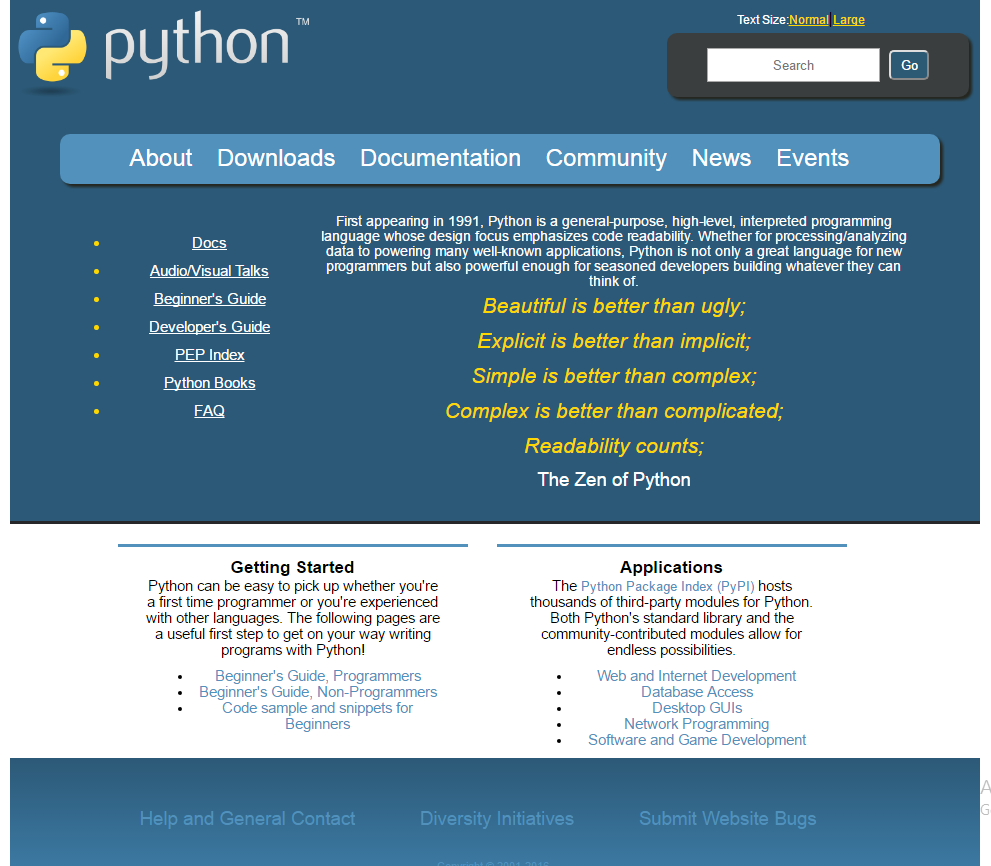 python™
Text Size:Normal|Large
Search
Go
About Downloads Documentation Community News Events
Docs
Audio/Visual Talks
Beginner's Guide
Developer's Guide
PEP Index
Python Books
FAQ
First appearing in 1991, Python is a general-purpose, high-level, interpreted programming
language whose design focus emphasizes code readability. Whether for processing/analyzing
data to powering many well-known applications, Python is not only a great language for new
programmers but also powerful enough for seasoned developers building whatever they can
think of.
Beautiful is better than ugly;
Explicit is better than implicit;
Simple is better than complex;
Complex is better than complicated;
Readability counts;
The Zen of Python
Getting Started
Python can be easy to pick up whether you're
a first time programmer or you're experienced
with other languages. The following pages are
a useful first step to get on your way writing
programs with Python!
Beginner's Guide, Programmers
Beginner's Guide, Non-Programmers
Code sample and snippets for
Beginners
Applications
The Python Package Index (PyPI) hosts
thousands of third-party modules for Python.
Both Python's standard library and the
community-contributed modules allow for
endless possibilities.
Web and Internet Development
Database Access
Desktop GUIs
Network Programming
Software and Game Development
A
G
Help and General Contact Diversity Initiatives Submit Website Bugs